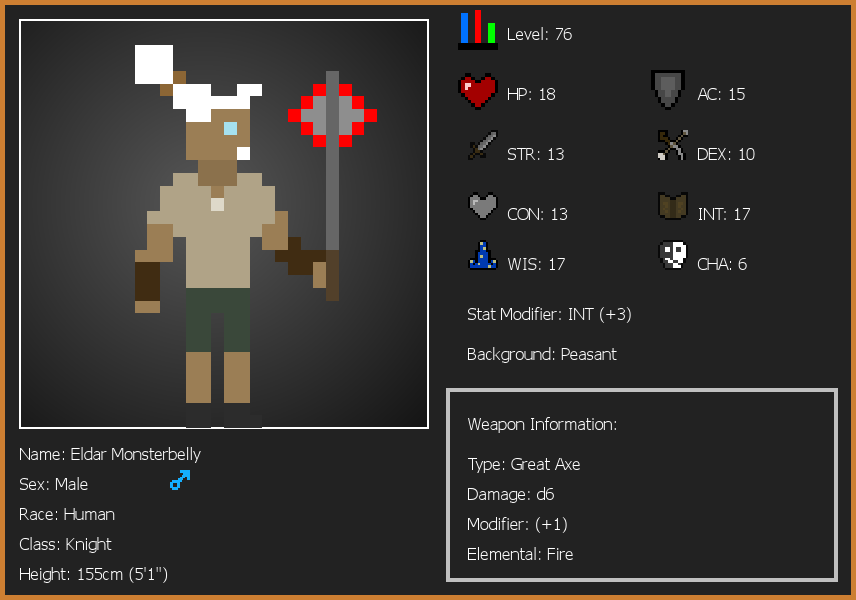 Level: 76
HP: 18
AC: 15
STR: 13
DEX: 10
CON: 13
INT: 17
WIS: 17
CHA: 6
Stat Modifier: INT (+3)
Background: Peasant
Weapon Information:
Type: Great Axe
Damage: d6
Modifier: (+1)
Elemental: Fire
Name: Eldar Monsterbelly
Sex: Male
Race: Human
Class: Knight
Height: 155cm (5'1")